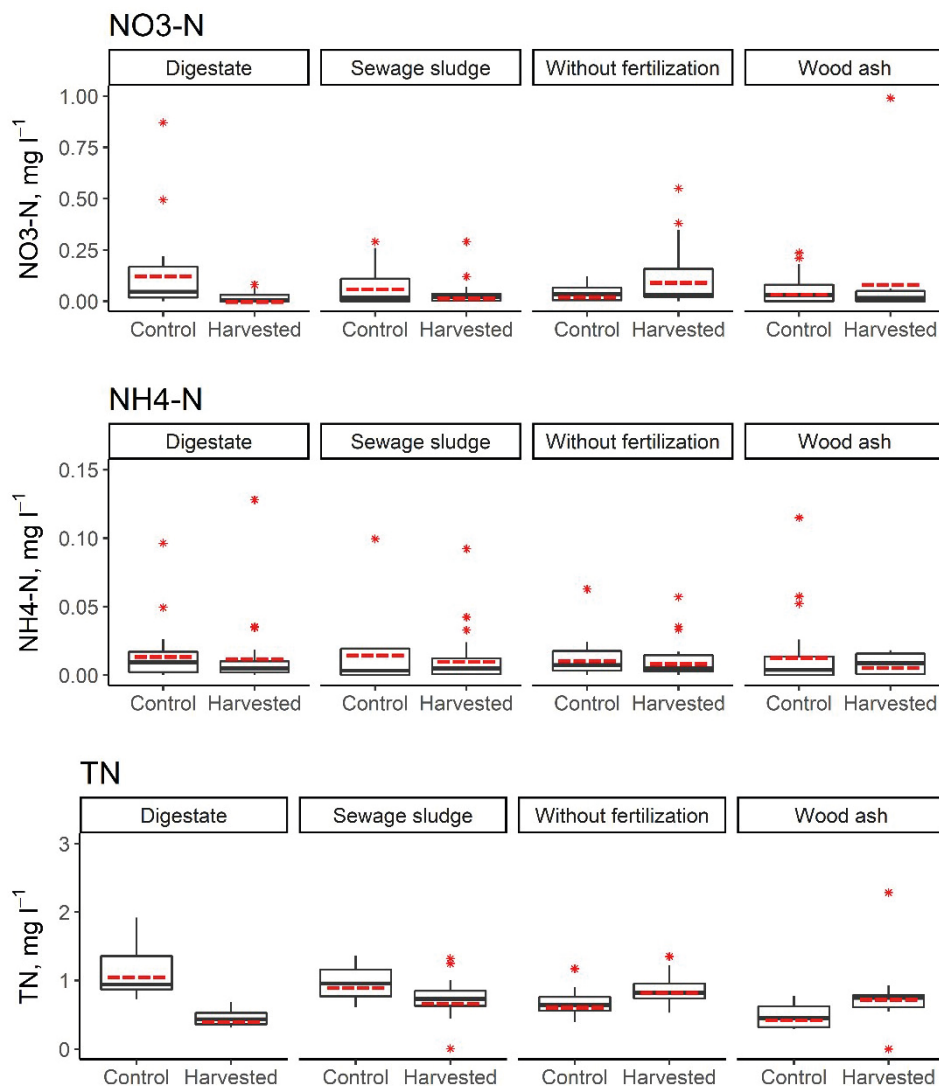 NO3-N
Digestate Sewage sludge Without fertilization Wood ash
1.00
0.75
0.50
0.25
0.00
NO3-N, mg l⁻¹
Control Harvested Control Harvested Control Harvested Control Harvested
NH4-N
Digestate Sewage sludge Without fertilization Wood ash
0.15
0.10
0.05
0.00
NH4-N, mg l⁻¹
Control Harvested Control Harvested Control Harvested Control Harvested
TN
Digestate Sewage sludge Without fertilization Wood ash
3
2
1
0
TN, mg l⁻¹
Control Harvested Control Harvested Control Harvested Control Harvested